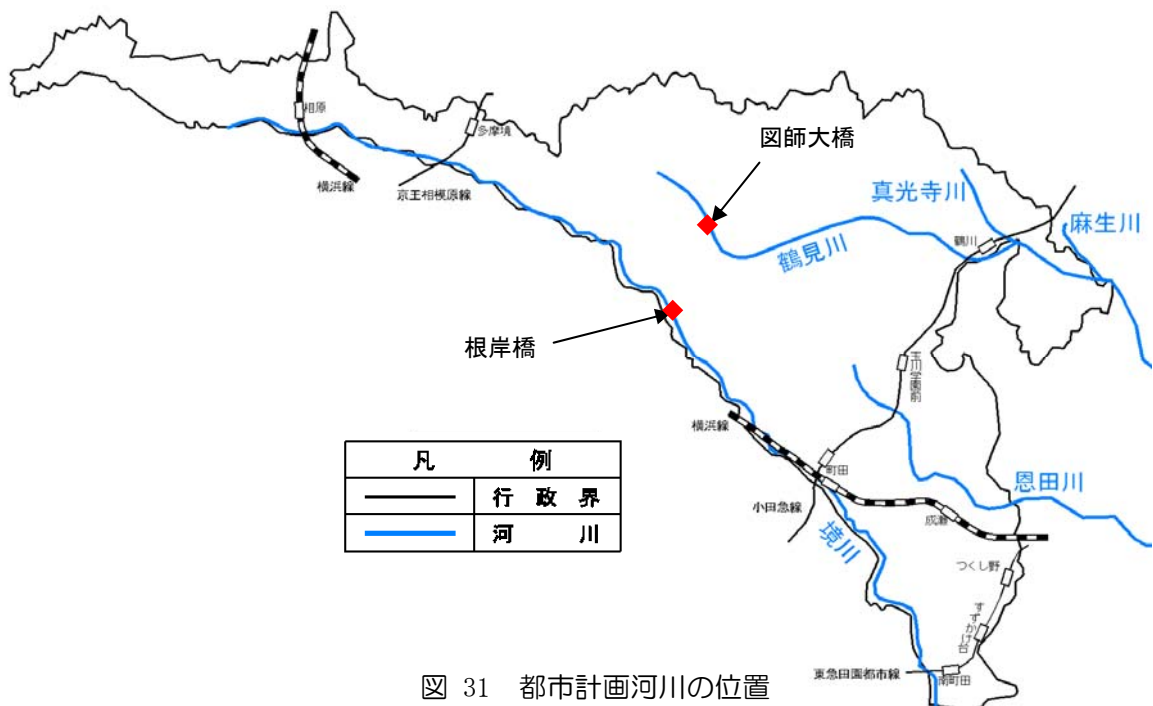 図師大橋
真光寺川
麻生川
相原
多摩境
横浜線
京王相模原線
鶴川
鶴見川
根岸橋
玉川学園前
横浜線
凡 例
行 政 界
河 川
町田
恩田川
小田急線
成瀬
境川
つくし野
すずかけ台
東急田園都市線
南町田
図 31 都市計画河川の位置